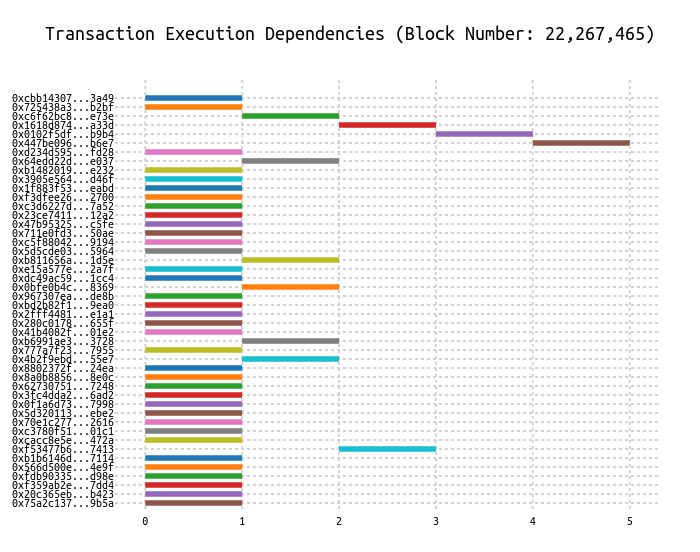 Transaction Execution Dependencies (Block Number: 22,267,465)
0xcbb14307...3a49
0x725438a3...b2bf
0xc6f62bc8...e73e
0x1618d874...a33d
0x0102f5df...b9b4
0x447be096...b6e7
0xd234d595...fd28
0x64edd22d...e037
0xb1482019...e232
0x3905e564...d46f
0x1f883f53...eabd
0xf3dfee26...2700
0xc3d6227d...7a52
0x23ce7411...12a2
0x47b95325...c5fe
0x711e0fd3...50ae
0xc5f88042...9194
0x5d5cde03...5964
0xb811656a...1d5e
0xe15a577e...2a7f
0xdc49ac59...1cc4
0x0bfe0b4c...8369
0x967307ea...de8b
0xbd2b82f1...9ea0
0x2fff4481...e1a1
0x280c0178...655f
0x41b4082f...01e2
0xb6991ae3...3728
0x777a7f23...7955
0x4b2f9ebd...55e7
0x8802372f...24ea
0x8a0b8856...8e0c
0x62730751...7248
0x3fc4dda2...6ad2
0x0f1a6d73...7998
0x5d320113...ebe2
0x70e1c277...2616
0xc3780f51...01c1
0xcacc8e5e...472a
0xf53477b6...7413
0xb1b6146d...7114
0x566d500e...4e9f
0xfdb90335...d98e
0xf359ab2e...7dd4
0x20c365eb...b423
0x75a2c137...9b5a
0 1 2 3 4 5